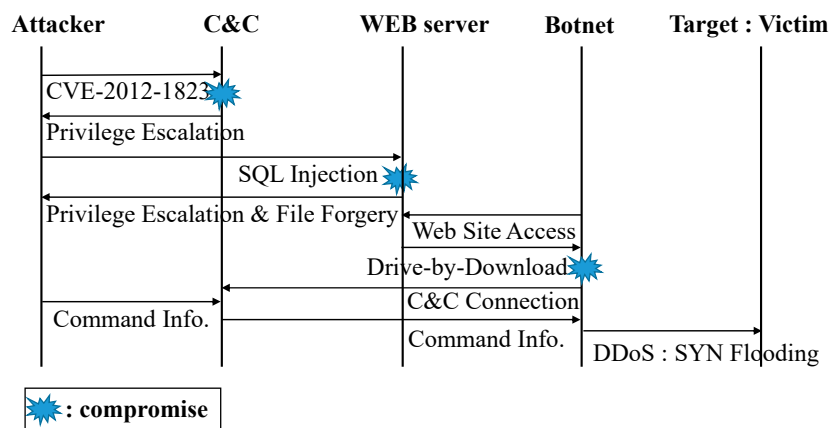 Attacker C&C WEB server Botnet Target : Victim
CVE-2012-1823
Privilege Escalation
SQL Injection
Privilege Escalation & File Forgery
Web Site Access
Drive-by-Download
C&C Connection
Command Info.
Command Info.
DDoS : SYN Flooding
: compromise